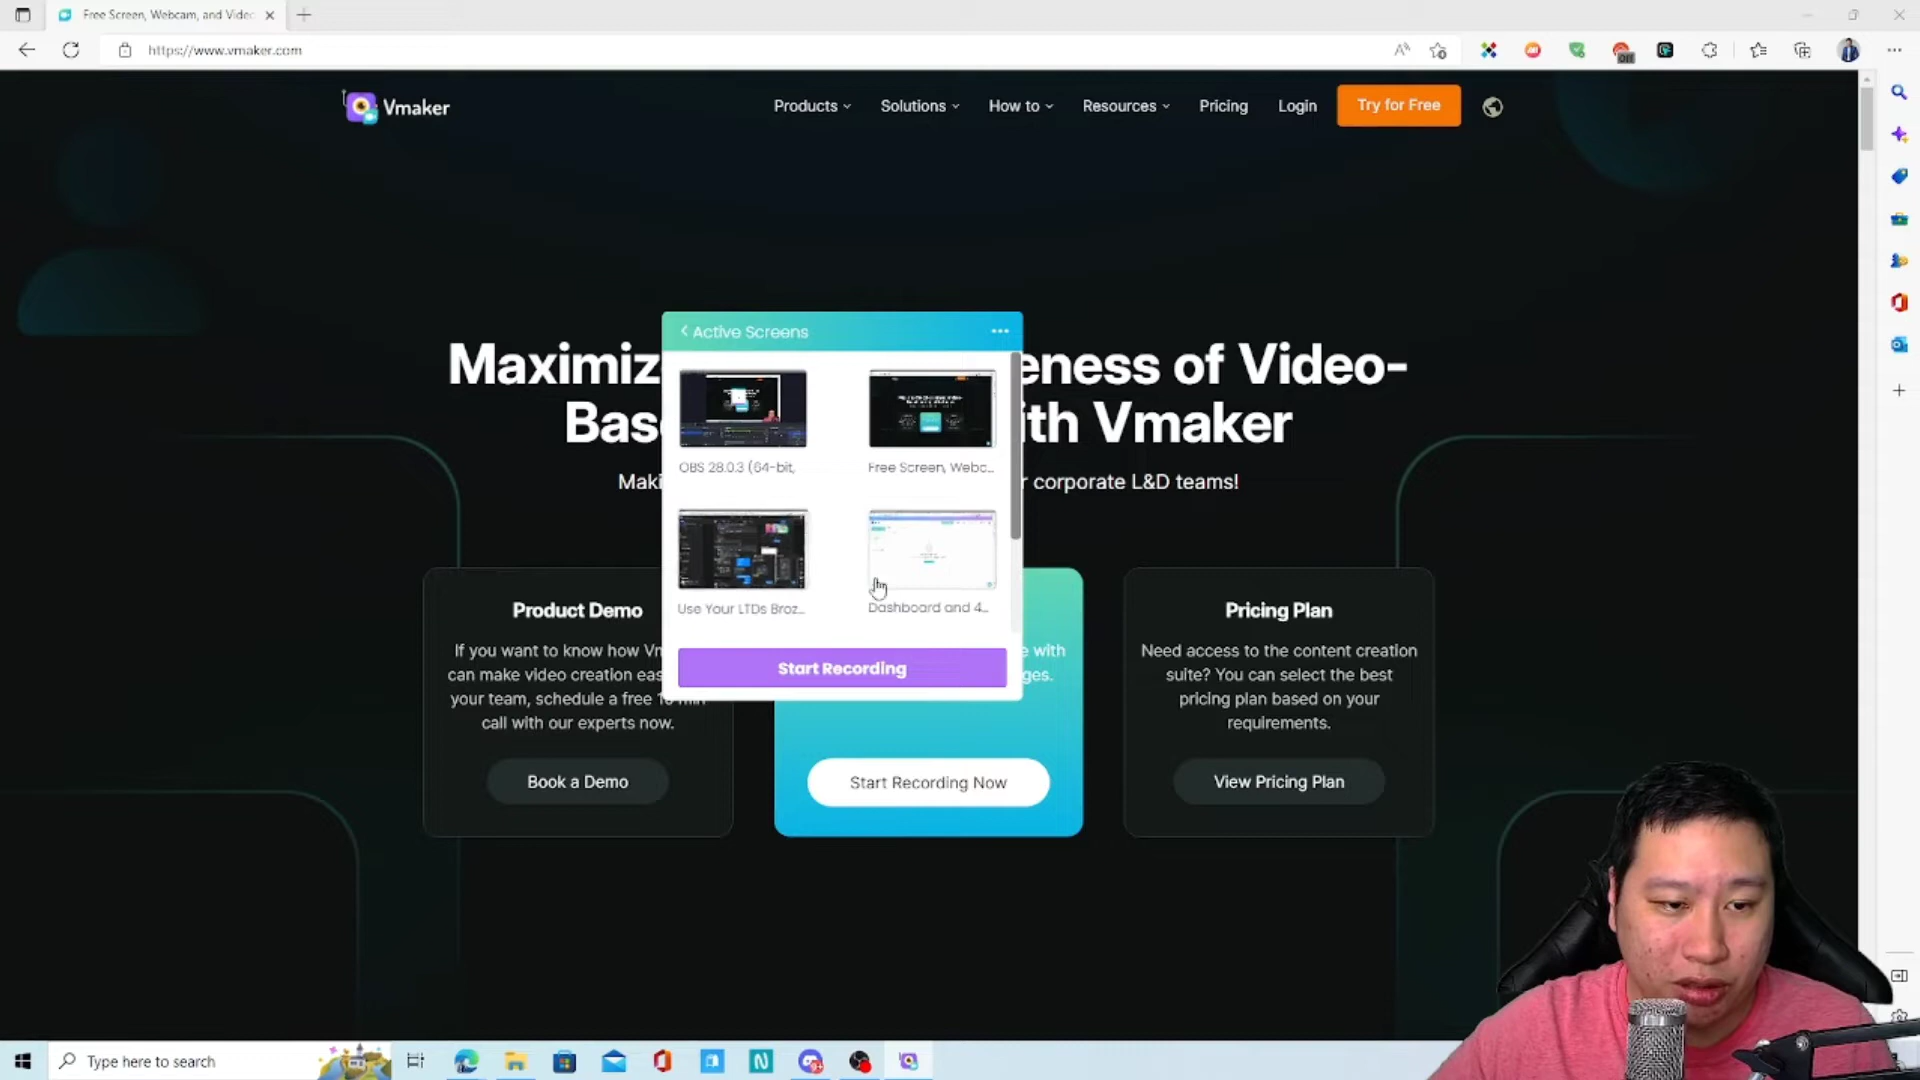 Free Screen, Webcam, and Video
https://www.vmaker.com
Off
Vmaker
Products
Solutions
How to
Resources
Pricing
Login
Try for Free
Active Screens
Maximiz
eness of Video-
Bas
ith Vmaker
Maki
corporate L&D teams!
OBS 28.0.3 (64-bit,
Free Screen, Webc...
Use Your LTDs Broz...
Dashboard and 4...
Start Recording
Product Demo
If you want to know how Vm
can make video creation eas
your team, schedule a free 1 min
call with our experts now.
Book a Demo
e with
ges.
Start Recording Now
Pricing Plan
Need access to the content creation
suite? You can select the best
pricing plan based on your
requirements.
View Pricing Plan
Type here to search